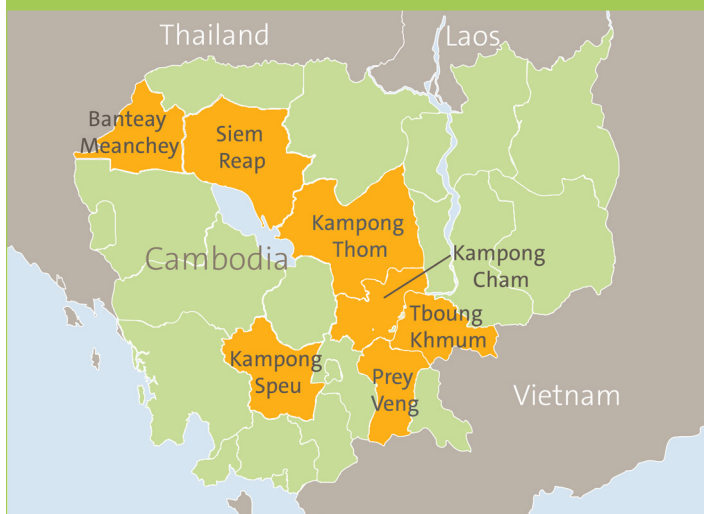 Thailand
Laos
Banteay
Meanchey
Siem
Reap
Kampong
Thom
Cambodia
Kampong
Cham
Tboung
Khmum
Kampong
Speu
Prey
Veng
Vietnam